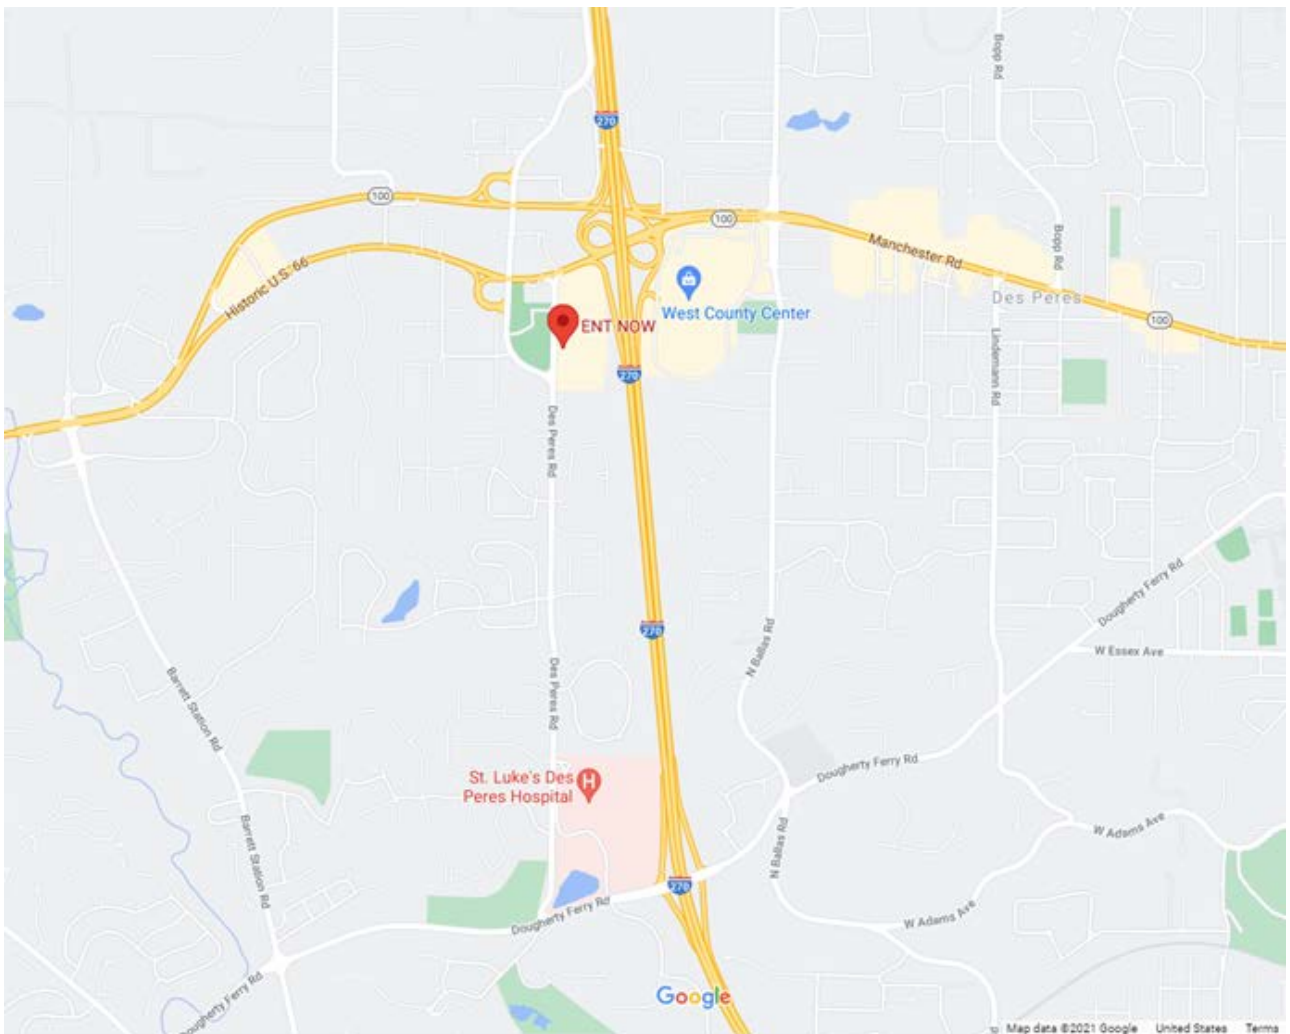 Bopp Rd
270
100
100
Bopp Rd
Manchester Rd
Historic U.S. 66
West County Center
Des Peres
ENT NOW
100
270
Lindemann Rd
Des Peres Rd
Dougherty Ferry Rd
270
N Ballas Rd
W Essex Ave
Des Peres Rd
Barrett Station Rd
Dougherty Ferry Rd
St. Luke's Des
Peres Hospital
H
W Adams Ave
N Ballas Rd
Barrett Station Rd
270
W Adams Ave
Dougherty Ferry Rd
Dougherty Ferry Rd
Google
Map data ©2021 Google United States Terms